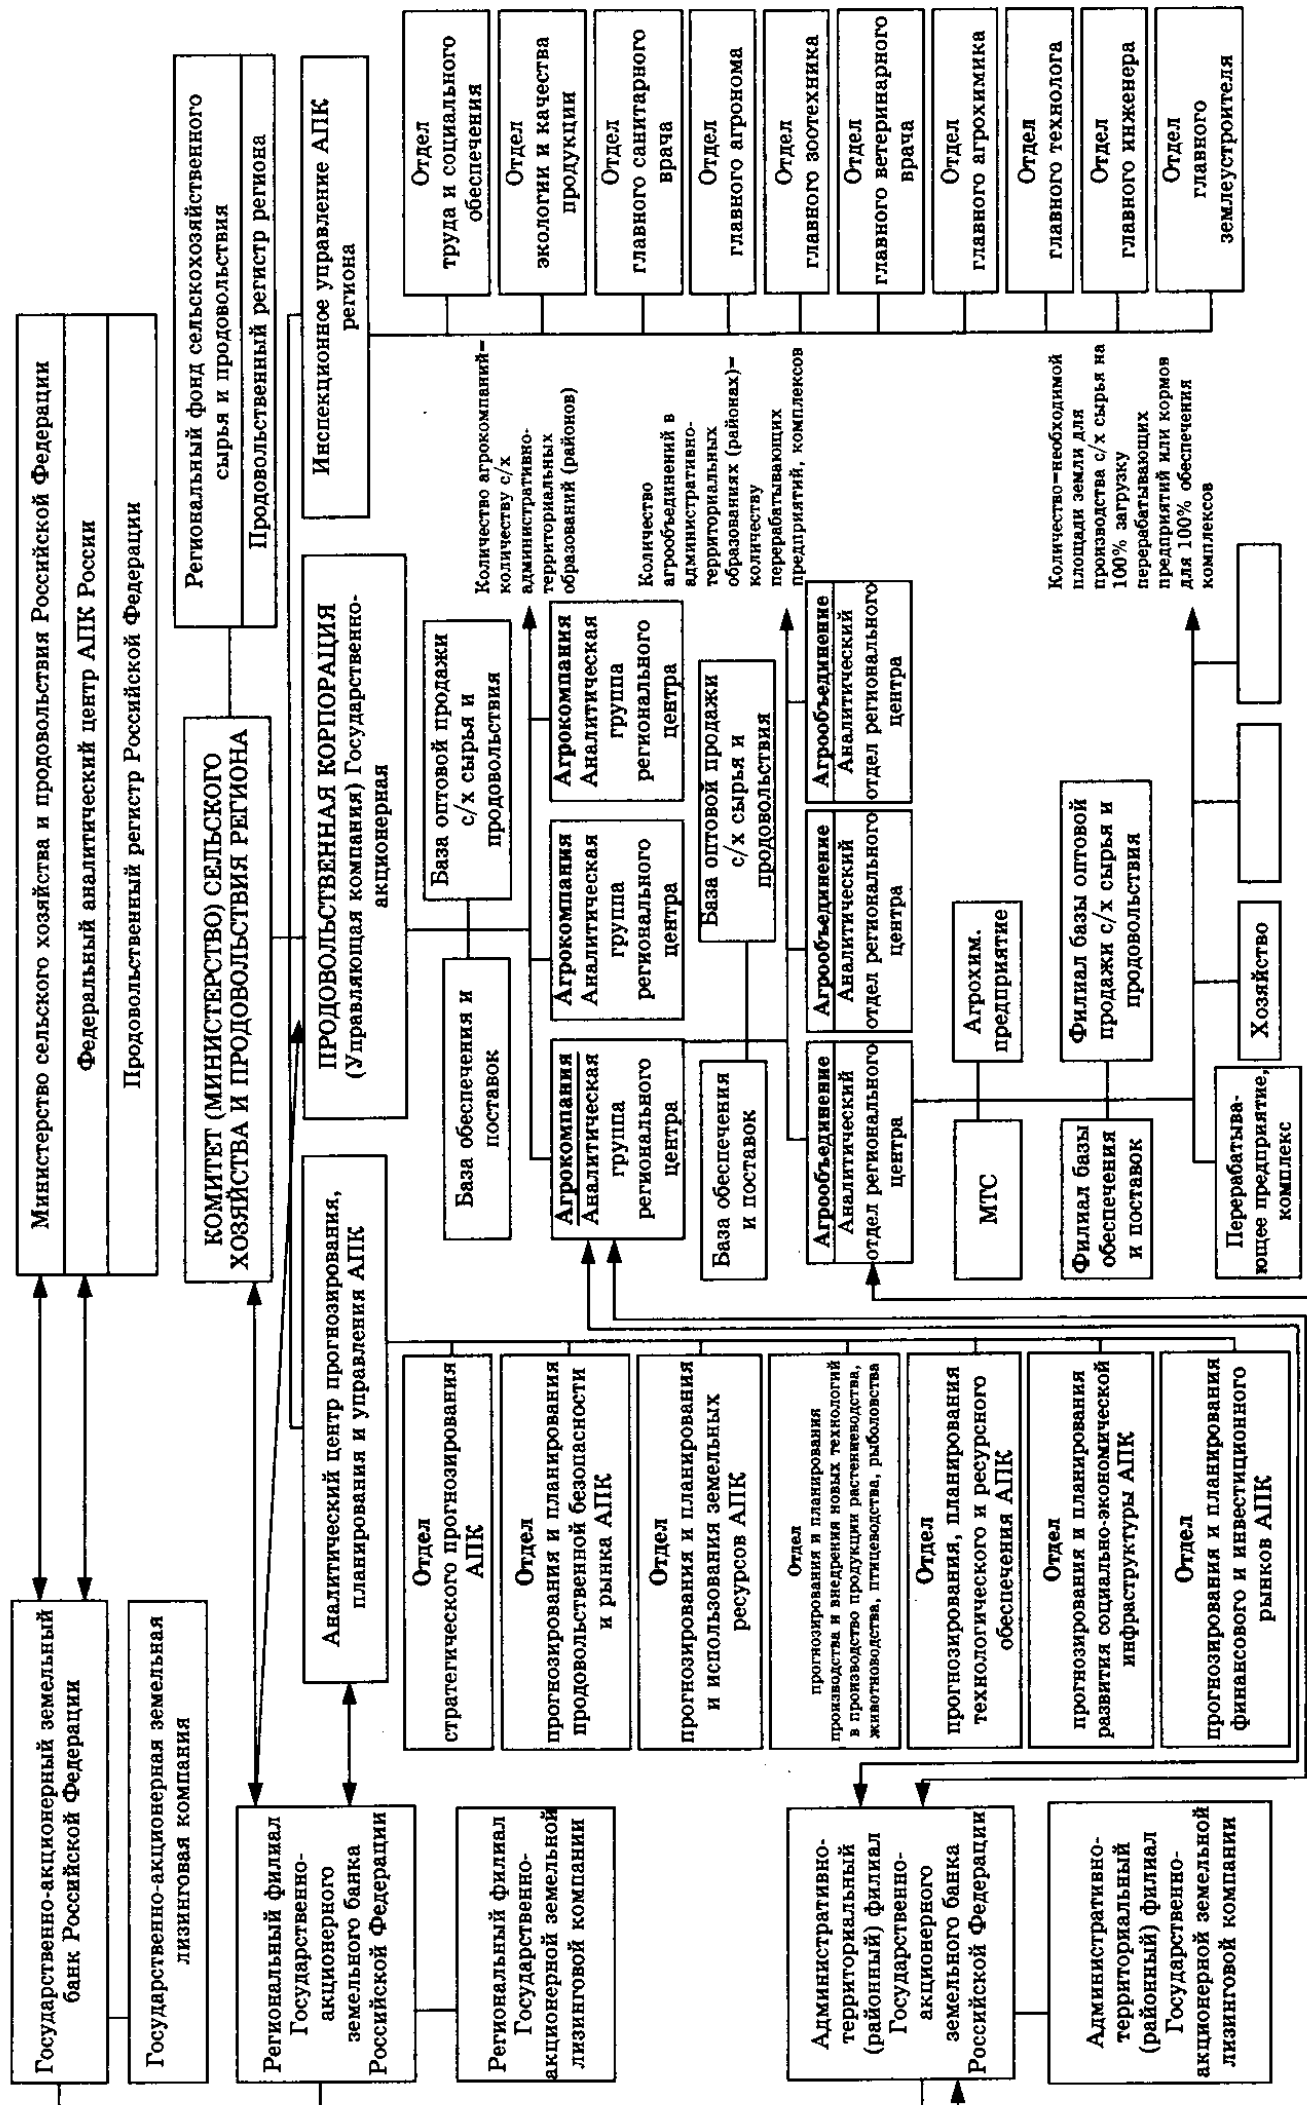 Министерство сельского хозяйства и продовольствия Российской Федерации
Федеральный аналитический центр АПК России
Продовольственный регистр Российской Федерации
Государственно-акционерный земельный
банк Российской Федерации
Государственно-акционерная земельная
лизинговая компания
КОМИТЕТ (МИНИСТЕРСТВО) СЕЛЬСКОГО
ХОЗЯЙСТВА И ПРОДОВОЛЬСТВИЯ РЕГИОНА
Региональный фонд сельскохозяйственного
сырья и продовольствия
Продовольственный регистр региона
Региональный филиал
Государственно-
акционерного
земельного банка
Российской Федерации
Региональный филиал
Государственно-
акционерной земельной
лизинговой компании
Аналитический центр прогнозирования,
планирования и управления АПК
ПРОДОВОЛЬСТВЕННАЯ КОРПОРАЦИЯ
(Управляющая компания) Государственно-
акционерная
Инспекционное управление АПК
региона
Отдел
стратегического прогнозирования
АПК
Отдел
прогнозирования и планирования
продовольственной безопасности
и рынка АПК
Отдел
прогнозирования и планирования
и использования земельных
ресурсов АПК
Отдел
прогнозирования и планирования
производства и внедрения новых технологий
в производство продукции растениеводства,
животноводства, птицеводства, рыболовства
Отдел
прогнозирования, планирования
технологического и ресурсного
обеспечения АПК
Отдел
прогнозирования и планирования
развития социально-экономической
инфраструктуры АПК
Отдел
прогнозирования и планирования
финансового и инвестиционного
рынков АПК
База обеспечения и
поставок
База оптовой продажи
с/х сырья и
продовольствия
Агрокомпания
Аналитическая
группа
регионального
центра
Агрокомпания
Аналитическая
группа
регионального
центра
Агрокомпания
Аналитическая
группа
регионального
центра
Количество агрокомпаний=
количеству с/х
административно-
территориальных
образований (районов)
База обеспечения
и поставок
База оптовой продажи
с/х сырья и
продовольствия
Агрообъединение
Аналитический
отдел регионального
центра
Агрообъединение
Аналитический
отдел регионального
центра
Агрообъединение
Аналитический
отдел регионального
центра
Количество
агрообъединений в
административно-
территориальных
образованиях (районах)=
количеству
перерабатывающих
предприятий, комплексов
МТС
Агрохим.
предприятие
Филиал базы
обеспечения
и поставок
Филиал базы оптовой
продажи с/х сырья и
продовольствия
Перерабатыва-
ющее предприятие,
комплекс
Хозяйство
Количество=необходимой
площади земли для
производства с/х сырья на
100% загрузку
перерабатывающих
предприятий или кормов
для 100% обеспечения
комплексов
Отдел
труда и социального
обеспечения
Отдел
экологии и качества
продукции
Отдел
главного санитарного
врача
Отдел
главного агронома
Отдел
главного зоотехника
Отдел
главного ветеринарного
врача
Отдел
главного агрохимика
Отдел
главного технолога
Отдел
главного инженера
Отдел
главного
землеустроителя
Административно-
территориальный
(районный) филиал
Государственно-
акционерного
земельного банка
Российской Федерации
Административно-
территориальный
(районный) филиал
Государственно-
акционерной земельной
лизинговой компании